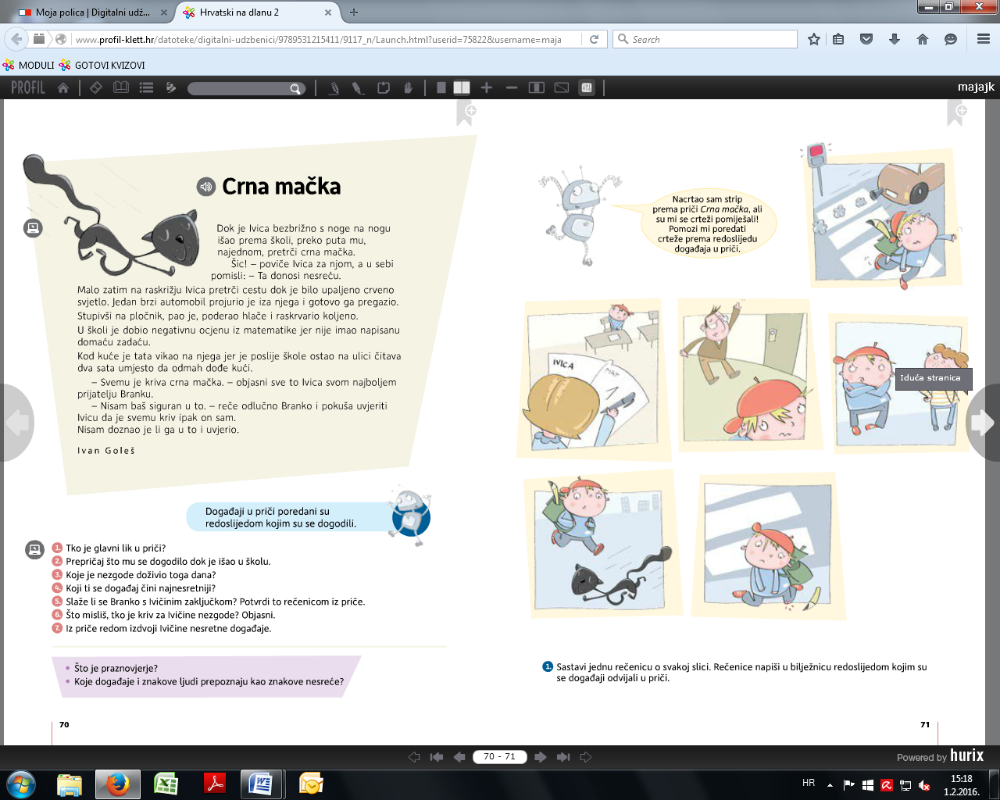 Moja polica | Digitalni udž...
Hrvatski na dlanu 2
www.profil-klett.hr/datoteke/digitalni-udzbenici/9789531215411/9117_n/Launch.html?userid=75822&username=maja
Search
MODULI
GOTOVI KVIZOVI
PROFIL
majajk
Crna mačka
Dok je Ivica bezbrižno s noge na nogu
išao prema školi, preko puta mu,
najednom, pretrči crna mačka.
Šic! – poviče Ivica za njom, a u sebi
pomisli: – Ta donosi nesreću.
Malo zatim na raskrižju Ivica pretrči cestu dok je bilo upaljeno crveno
svjetlo. Jedan brzi automobil projurio je iza njega i gotovo ga pregazio.
Stupivši na pločnik, pao je, poderao hlače i raskrvario koljeno.
U školi je dobio negativnu ocjenu iz matematike jer nije imao napisanu
domaću zadaću.
Kod kuće je tata vikao na njega jer je poslije škole ostao na ulici čitava
dva sata umjesto da odmah dođe kući.
– Svemu je kriva crna mačka. – objasni sve to Ivica svom najboljem
prijatelju Branku.
– Nisam baš siguran u to. – reče odlučno Branko i pokuša uvjeriti
Ivicu da je svemu kriv ipak on sam.
Nisam doznao je li ga u to i uvjerio.
Ivan Goleš
Događaji u priči poredani su
redoslijedom kojim su se dogodili.
1. Tko je glavni lik u priči?
2. Prepričaj što mu se dogodilo dok je išao u školu.
3. Koje je nezgode doživio toga dana?
4. Koji ti se događaj čini najnesretniji?
5. Slaže li se Branko s Ivičinim zaključkom? Potvrdi to rečenicom iz priče.
6. Što misliš, tko je kriv za Ivičine nezgode? Objasni.
7. Iz priče redom izdvoji Ivičine nesretne događaje.
• Što je praznovjerje?
• Koje događaje i znakove ljudi prepoznaju kao znakove nesreće?
70
Nacrtao sam strip
prema priči Crna mačka, ali
su mi se crteži pomiješali!
Pomozi mi poredati
crteže prema redoslijedu
događaja u priči.
IVICA
MAT
1
Iduća stranica
1. Sastavi jednu rečenicu o svakoj slici. Rečenice napiši u bilježnicu redoslijedom kojim su
se događaji odvijali u priči.
71
70 - 71
Powered by hurix
HR
15:18
1.2.2016.